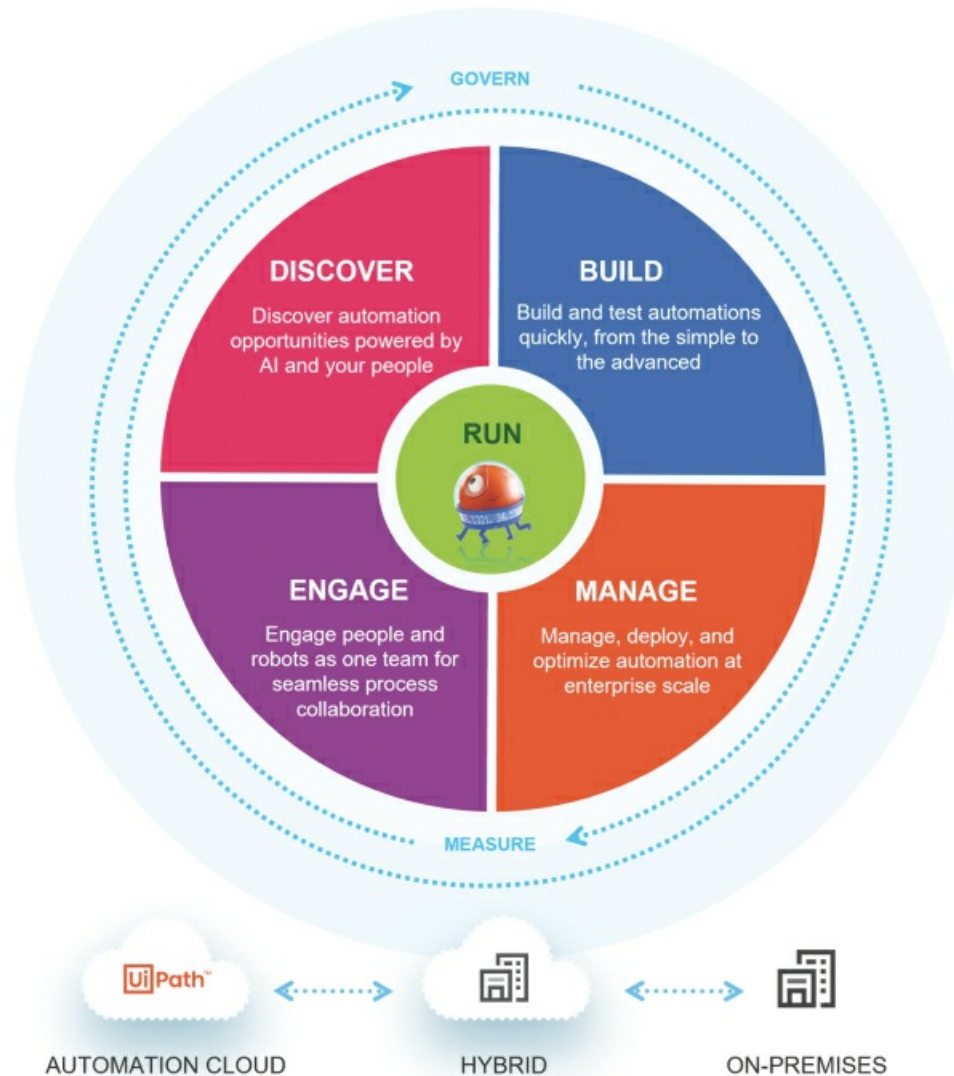 GOVERN
DISCOVER
Discover automation
opportunities powered by
AI and your people
BUILD
Build and test automations
quickly, from the simple to
the advanced
RUN
ENGAGE
Engage people and
robots as one team for
seamless process
collaboration
MANAGE
Manage, deploy, and
optimize automation at
enterprise scale
MEASURE
UiPath™
AUTOMATION CLOUD
HYBRID
ON-PREMISES